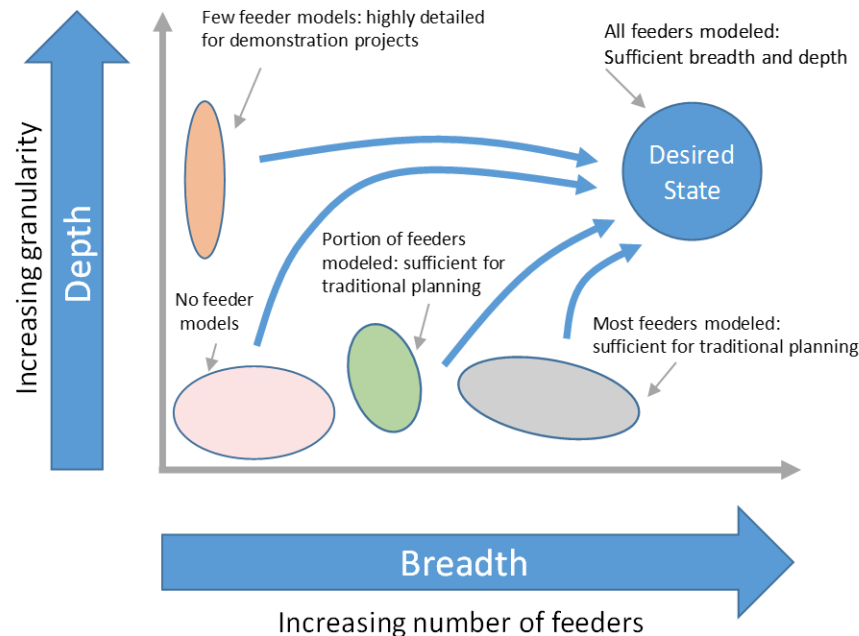 Few feeder models: highly detailed
for demonstration projects
All feeders modeled:
Sufficient breadth and depth
Increasing granularity
Depth
Desired
State
Portion of feeders
modeled: sufficient for
traditional planning
No feeder
models
Most feeders modeled:
sufficient for traditional planning
Breadth
Increasing number of feeders